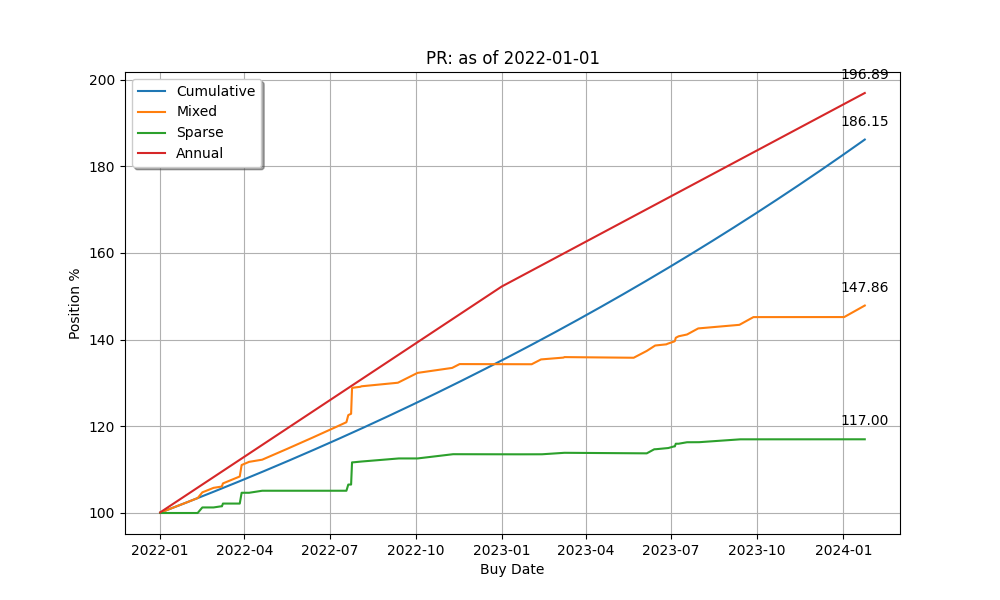 PR: as of 2022-01-01
196.89
186.15
147.86
117.00
Cumulative
Mixed
Sparse
Annual
200
180
160
140
120
100
Position %
2022-01 2022-04 2022-07 2022-10 2023-01 2023-04 2023-07 2023-10 2024-01
Buy Date